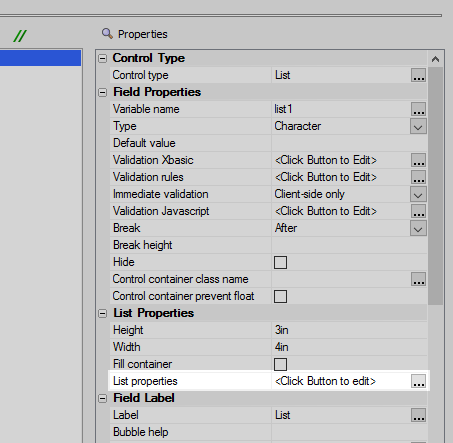 // Properties
Control Type
Control type List ...
Field Properties
Variable name list1 ...
Type Character
Default value
Validation Xbasic <Click Button to Edit> ...
Validation rules <Click Button to Edit> ...
Immediate validation Client-side only
Validation Javascript <Click Button to Edit> ...
Break After
Break height
Hide
Control container class name ...
Control container prevent float
List Properties
Height 3in
Width 4in
Fill container
List properties <Click Button to edit> ...
Field Label
Label List ...
Bubble help